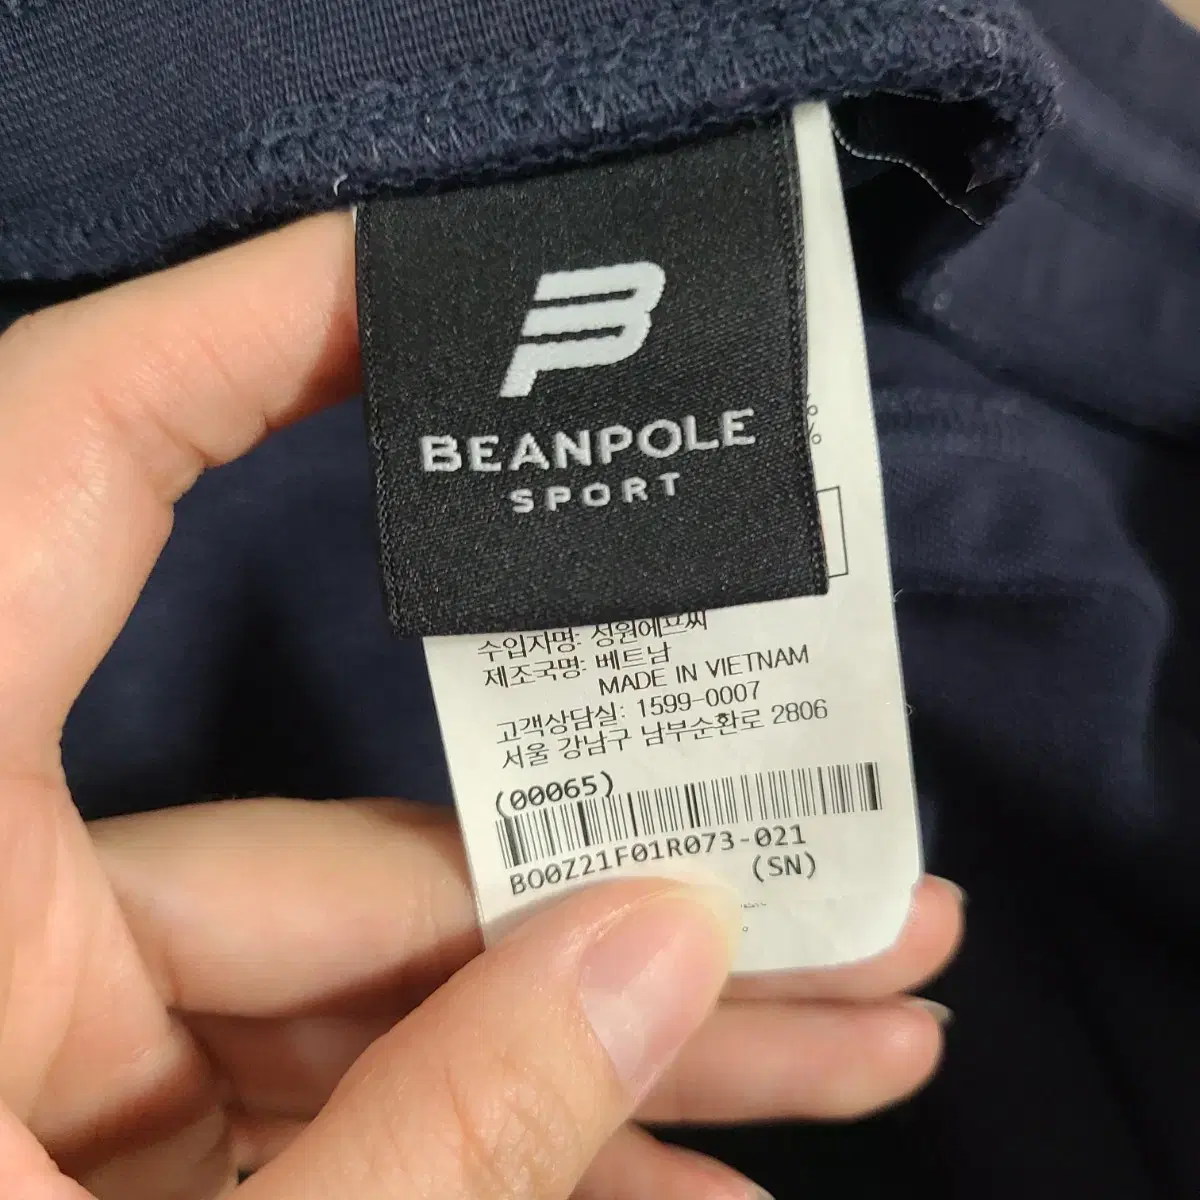 BEANPOLE
SPORT
%
%
수입자명: 성원에프씨
제조국명: 베트남
MADE IN VIETNAM
고객상담실: 1599-0007
서울 강남구 남부순환로 2806
(00065)
BO0Z21F01R073-021
(SN)